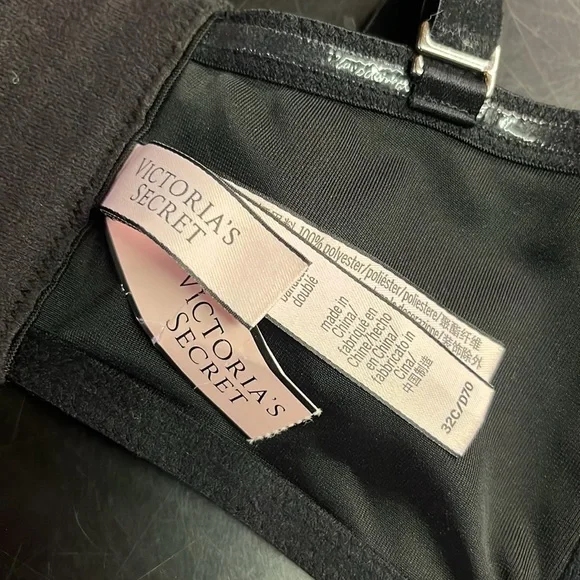 VICTORIA'S
SECRET
VICTORIA'S
SECRET
100% polyester/poliéster/poliestere/聚酯纤维
doublé
made in
China/
fabriqué en
Chine/hecho
en China/
fabbricato in
Cina/
中国制造
32C/D70